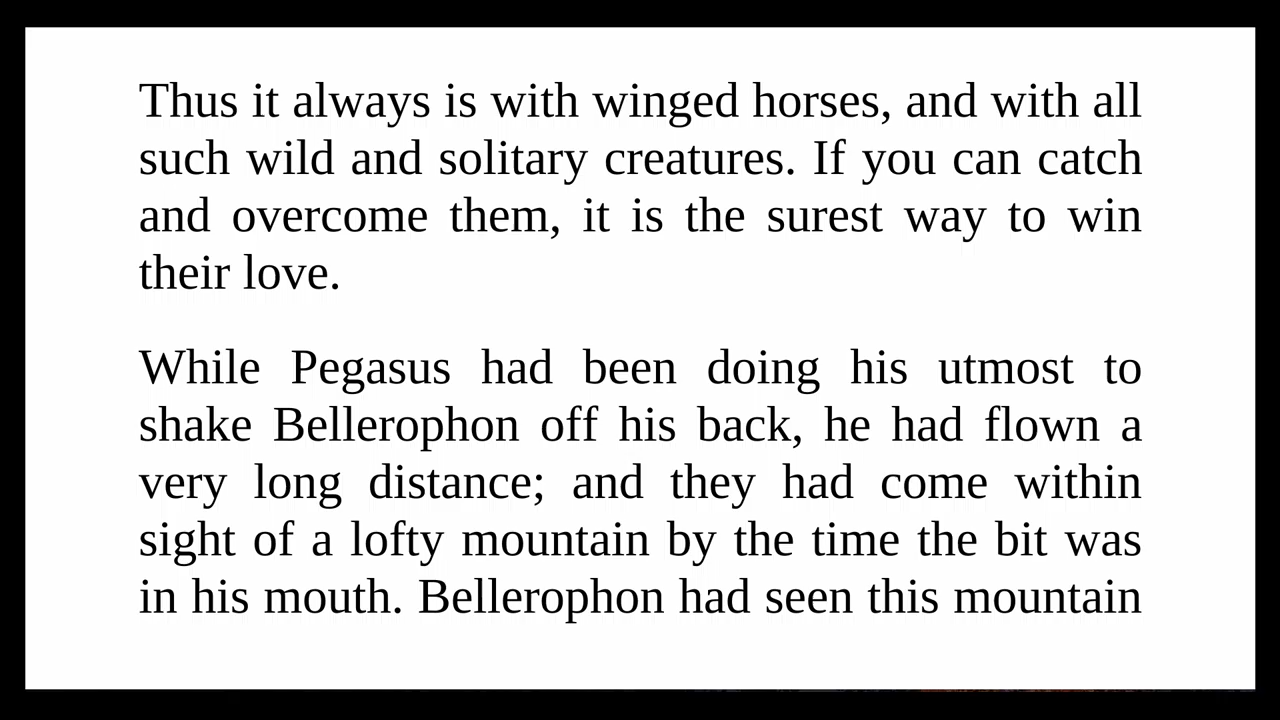 Thus it always is with winged horses, and with all
such wild and solitary creatures. If you can catch
and overcome them, it is the surest way to win
their love.
While Pegasus had been doing his utmost to
shake Bellerophon off his back, he had flown a
very long distance; and they had come within
sight of a lofty mountain by the time the bit was
in his mouth. Bellerophon had seen this mountain